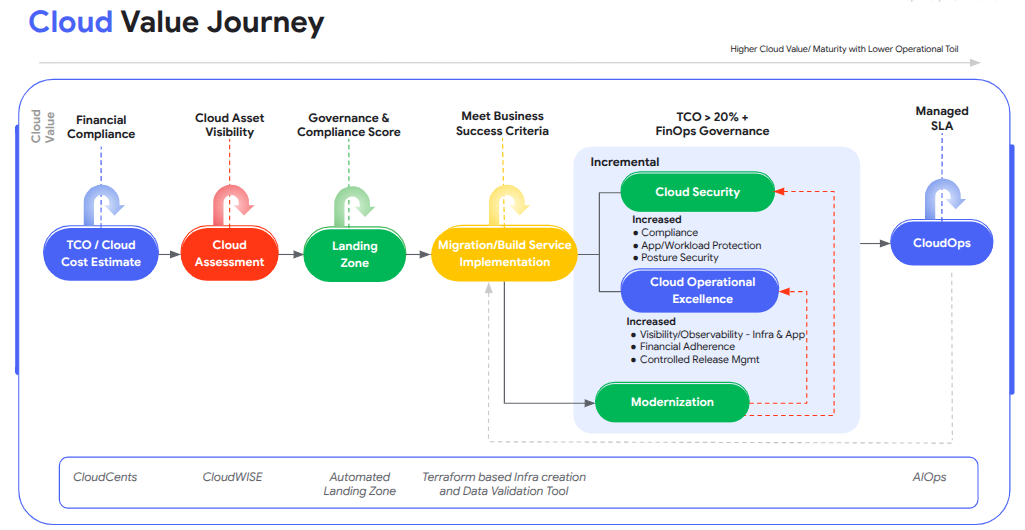 Cloud Value Journey
Higher Cloud Value/ Maturity with Lower Operational Toil
Cloud
Value
Financial
Compliance
Cloud Asset
Visibility
Governance &
Compliance Score
Meet Business
Success Criteria
TCO > 20% +
FinOps Governance
Managed
SLA
TCO / Cloud
Cost Estimate
Cloud
Assessment
Landing
Zone
Migration/Build Service
Implementation
Incremental
Cloud Security
Increased
● Compliance
● App/Workload Protection
● Posture Security
Cloud Operational
Excellence
Increased
● Visibility/Observability - Infra & App
● Financial Adherence
● Controlled Release Mgmt
Modernization
CloudOps
CloudCents
CloudWISE
Automated
Landing Zone
Terraform based Infra creation
and Data Validation Tool
AIOps